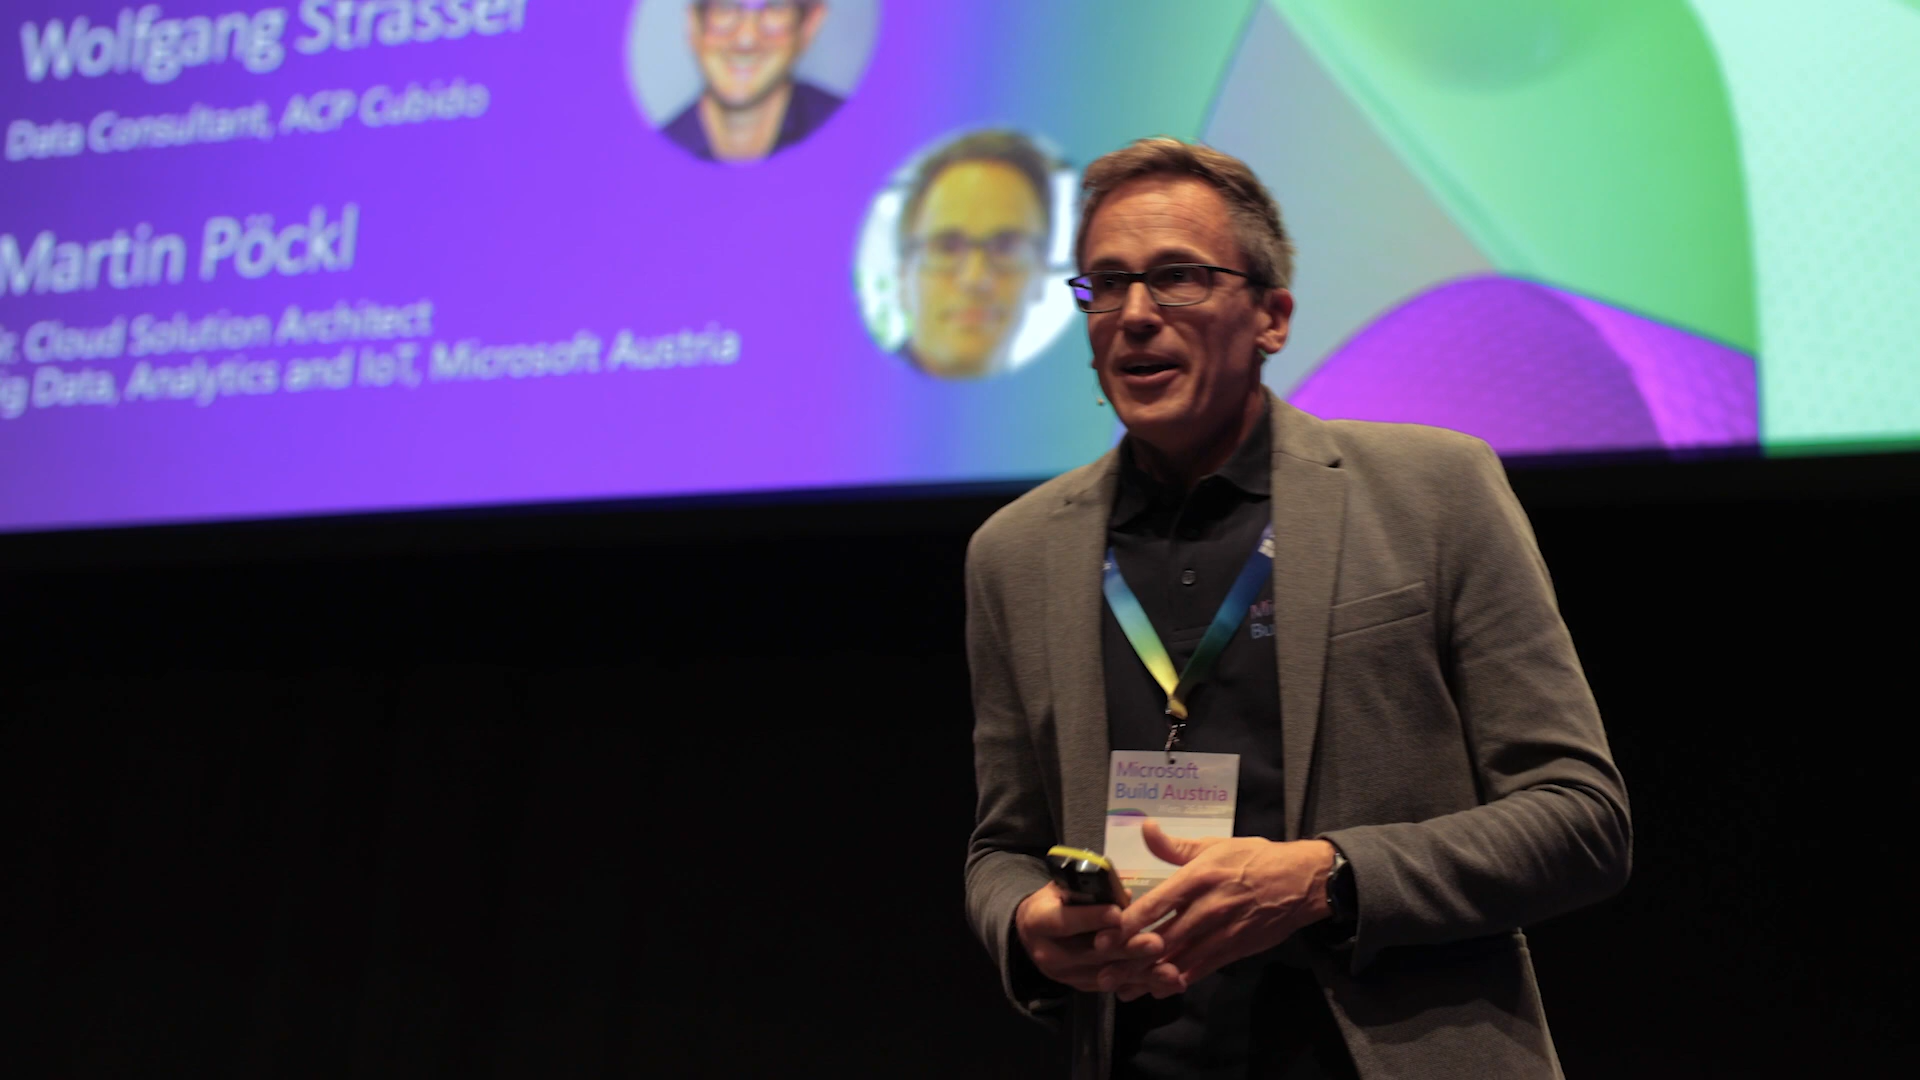 Wolfgang Strasser
Data Consultant, ACP Cubido
Martin Pöckl
Cloud Solution Architect
Data, Analytics and IoT, Microsoft Austria
Microsoft
Build Austria